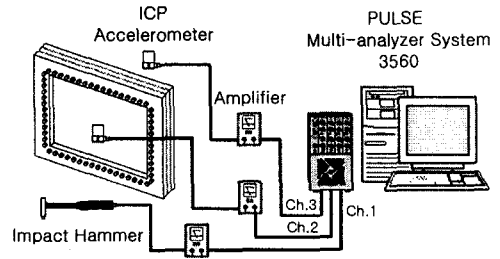 ICP
Accelerometer
PULSE
Multi-analyzer System
3560
Amplifier
Ch.3
Ch.2
Ch.1
Impact Hammer